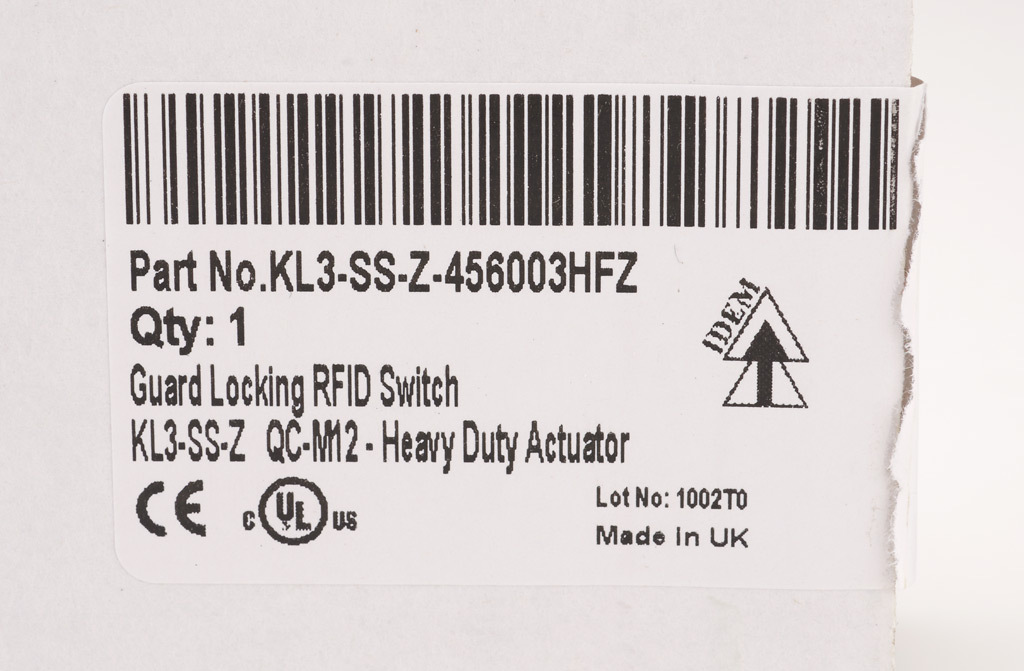 Part No.KL3-SS-Z-456003HFZ
Qty: 1
IDEM
Guard Locking RFID Switch
KL3-SS-Z QC-M12 - Heavy Duty Actuator
CE
C UL US
Lot No: 1002T0
Made In UK